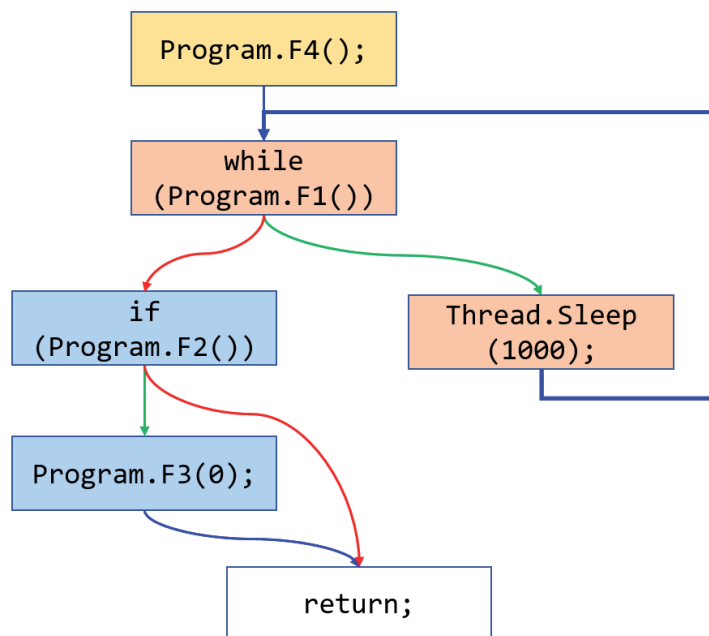 Program.F4();
while
(Program.F1())
if
(Program.F2())
Thread.Sleep
(1000);
Program.F3(0);
return;